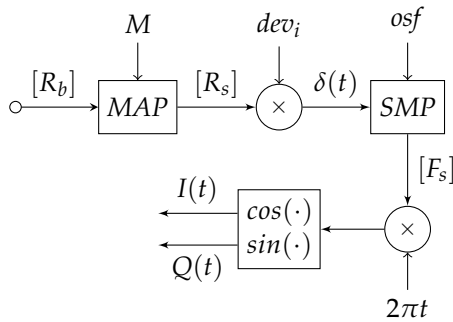 M
dev_i
osf
[R_b]
MAP
[R_s]
×
δ(t)
SMP
[F_s]
I(t)
cos(·)
sin(·)
Q(t)
×
2πt